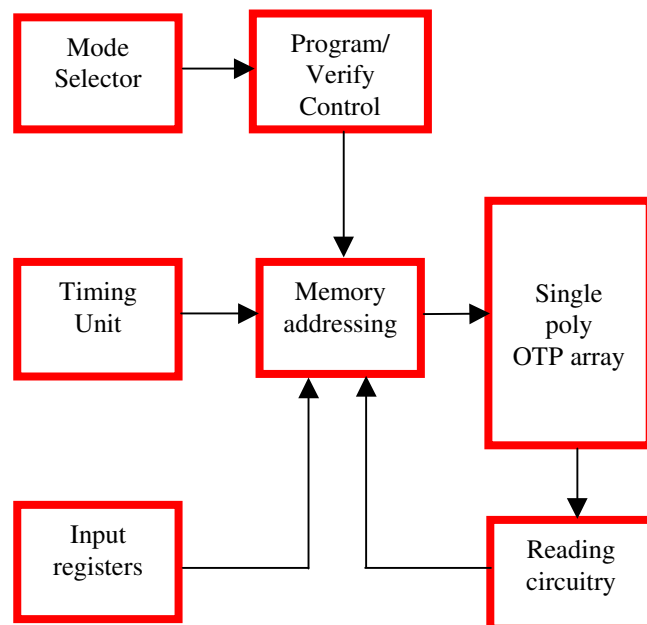 Mode
Selector
Program/
Verify
Control
Timing
Unit
Memory
addressing
Single
poly
OTP array
Input
registers
Reading
circuitry